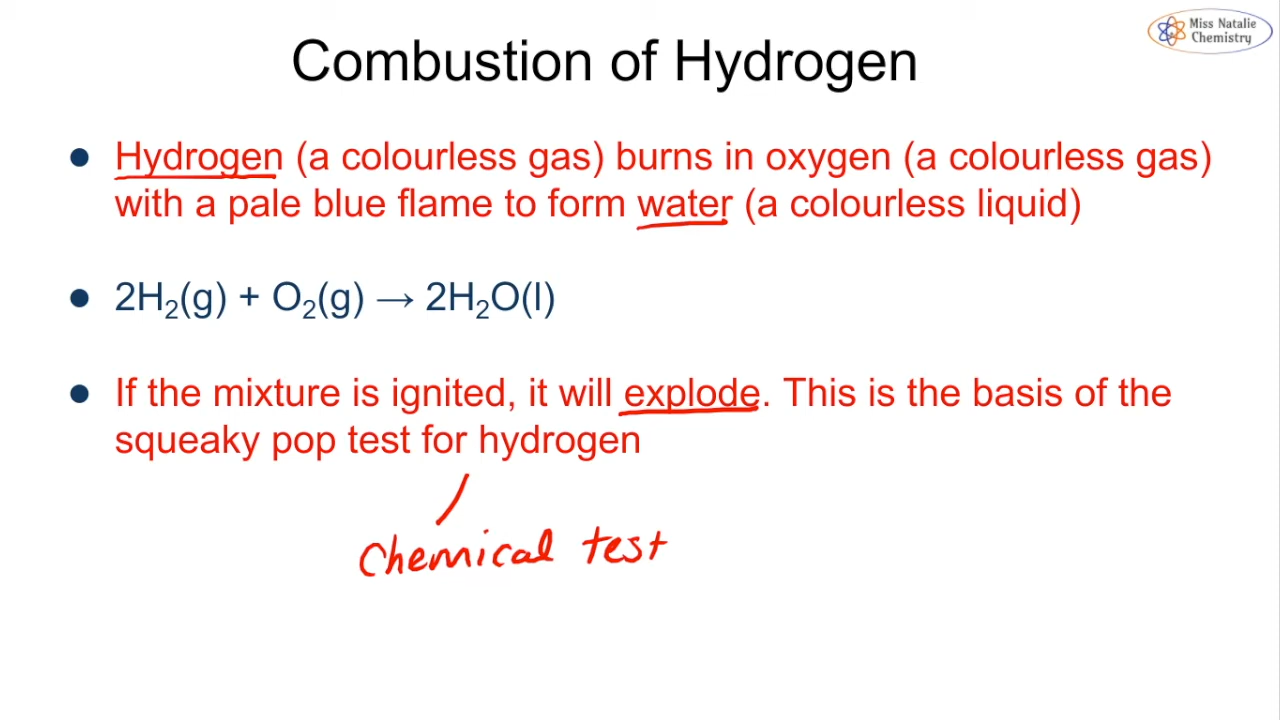 Miss Natalie
Chemistry
Combustion of Hydrogen
● Hydrogen (a colourless gas) burns in oxygen (a colourless gas)
with a pale blue flame to form water (a colourless liquid)
● 2H₂(g) + O₂(g) → 2H₂O(l)
● If the mixture is ignited, it will explode. This is the basis of the
squeaky pop test for hydrogen
Chemical test